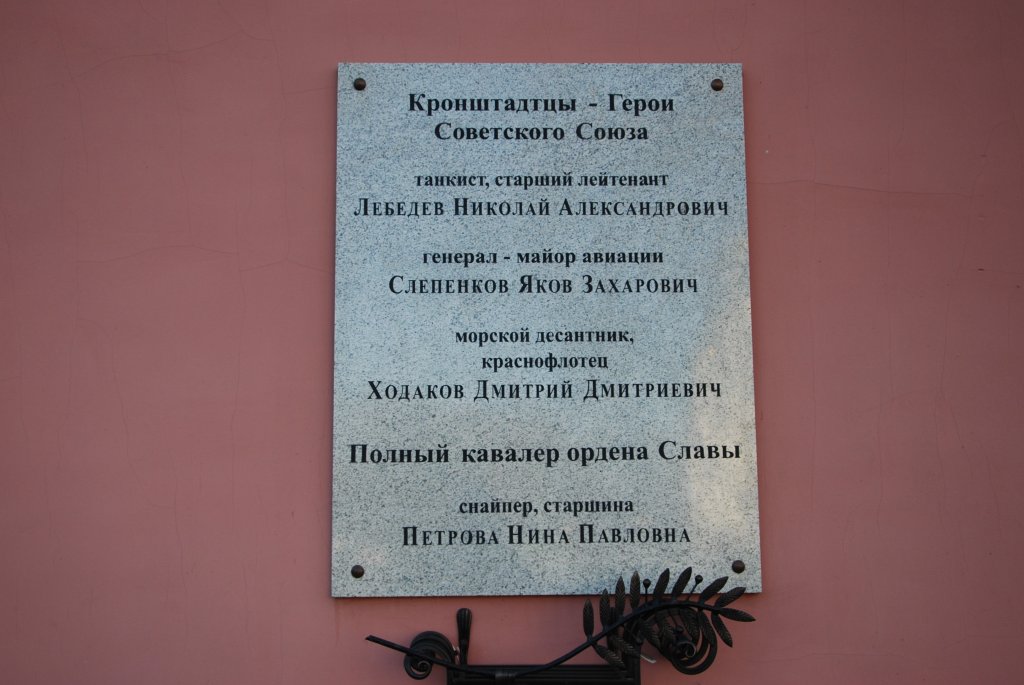 Кронштадтцы - Герои
Советского Союза
танкист, старший лейтенант
Лебедев Николай Александрович
генерал - майор авиации
Слепенков Яков Захарович
морской десантник,
краснофлотец
Ходаков Дмитрий Дмитриевич
Полный кавалер ордена Славы
снайпер, старшина
Петрова Нина Павловна